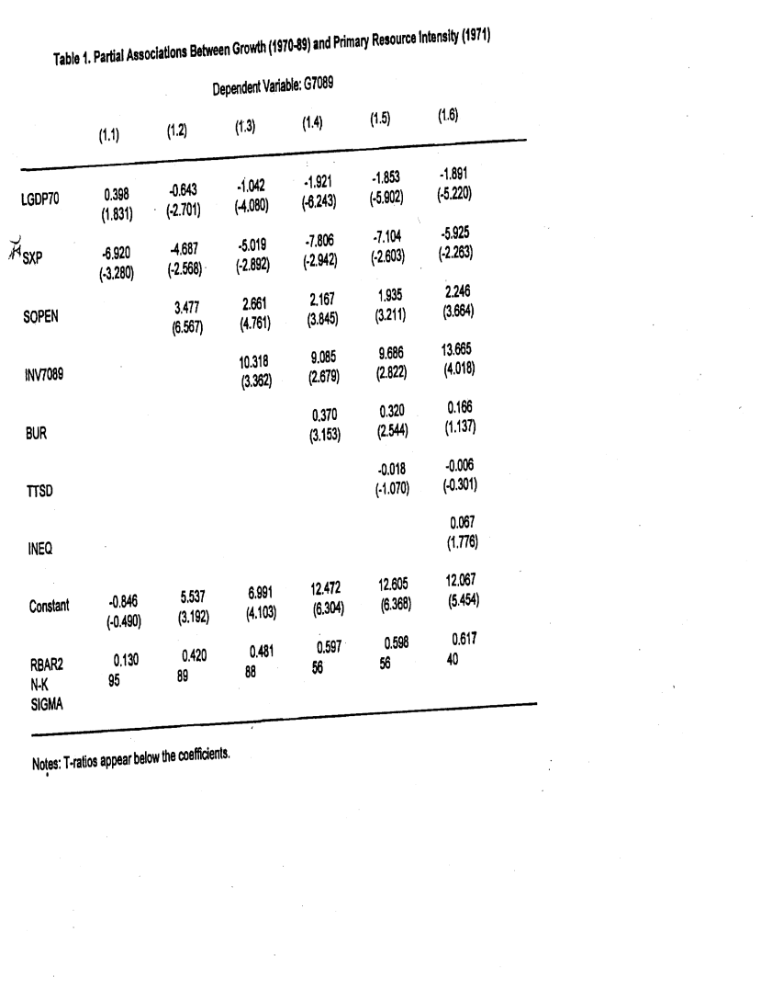 Table 1. Partial Associations Between Growth (1970-89) and Primary Resource Intensity (1971)
Dependent Variable: G7089
(1.1) (1.2) (1.3) (1.4) (1.5) (1.6)
LGDP70 0.398 -0.643 -1.042 -1.921 -1.853 -1.891
(1.831) (-2.701) (-4.080) (-6.243) (-5.902) (-5.220)
SXP -6.920 -4.687 -5.019 -7.806 -7.104 -5.925
(-3.280) (-2.568) (-2.892) (-2.942) (-2.603) (-2.263)
SOPEN 3.477 2.661 2.167 1.935 2.246
(6.567) (4.761) (3.845) (3.211) (3.664)
INV7089 10.318 9.085 9.686 13.665
(3.362) (2.679) (2.822) (4.018)
BUR 0.370 0.320 0.166
(3.153) (2.544) (1.137)
TTSD -0.018 -0.006
(-1.070) (-0.301)
INEQ 0.067
(1.776)
Constant -0.846 5.537 6.991 12.472 12.605 12.067
(-0.490) (3.192) (4.103) (6.304) (6.368) (5.454)
RBAR2 0.130 0.420 0.481 0.597 0.598 0.617
N-K 95 89 88 56 56 40
SIGMA
Notes: T-ratios appear below the coefficients.